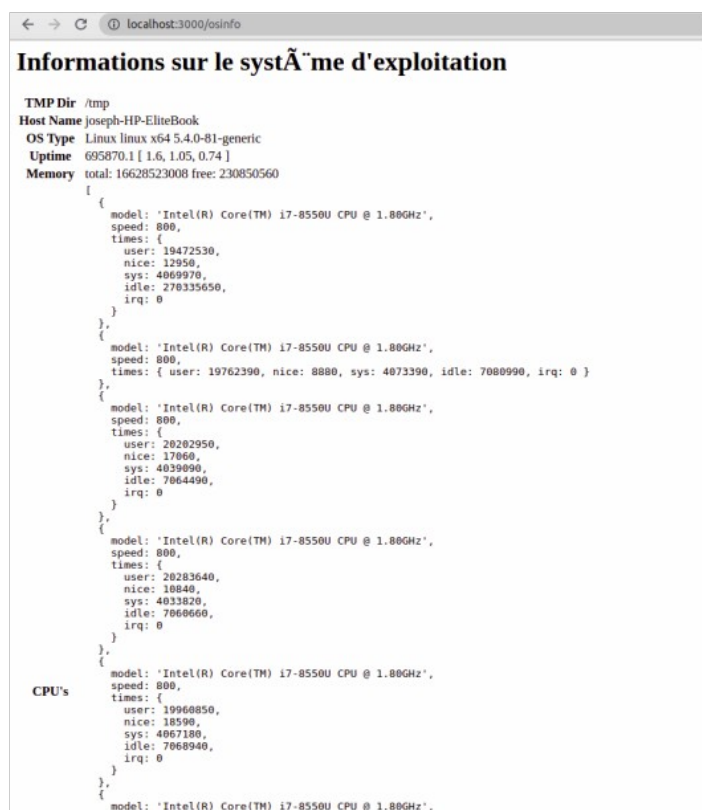 localhost:3000/osinfo
Informations sur le systÃ¨me d'exploitation
TMP Dir /tmp
Host Name joseph-HP-EliteBook
OS Type Linux linux x64 5.4.0-81-generic
Uptime 695870.1 [ 1.6, 1.05, 0.74 ]
Memory total: 16628523008 free: 230850560
[
{
model: 'Intel(R) Core(TM) i7-8550U CPU @ 1.80GHz',
speed: 800,
times: {
user: 19472530,
nice: 12950,
sys: 4069970,
idle: 270335650,
irq: 0
}
},
{
model: 'Intel(R) Core(TM) i7-8550U CPU @ 1.80GHz',
speed: 800,
times: { user: 19762390, nice: 8880, sys: 4073390, idle: 7080990, irq: 0 }
},
{
model: 'Intel(R) Core(TM) i7-8550U CPU @ 1.80GHz',
speed: 800,
times: {
user: 20202950,
nice: 17060,
sys: 4039090,
idle: 7064490,
irq: 0
}
},
{
model: 'Intel(R) Core(TM) i7-8550U CPU @ 1.80GHz',
speed: 800,
times: {
user: 20283640,
nice: 10840,
sys: 4033820,
idle: 7060660,
irq: 0
}
},
{
model: 'Intel(R) Core(TM) i7-8550U CPU @ 1.80GHz',
CPU's speed: 800,
times: {
user: 19960850,
nice: 18590,
sys: 4067180,
idle: 7068940,
irq: 0
}
},
{
model: 'Intel(R) Core(TM) i7-8550U CPU @ 1.80GHz',